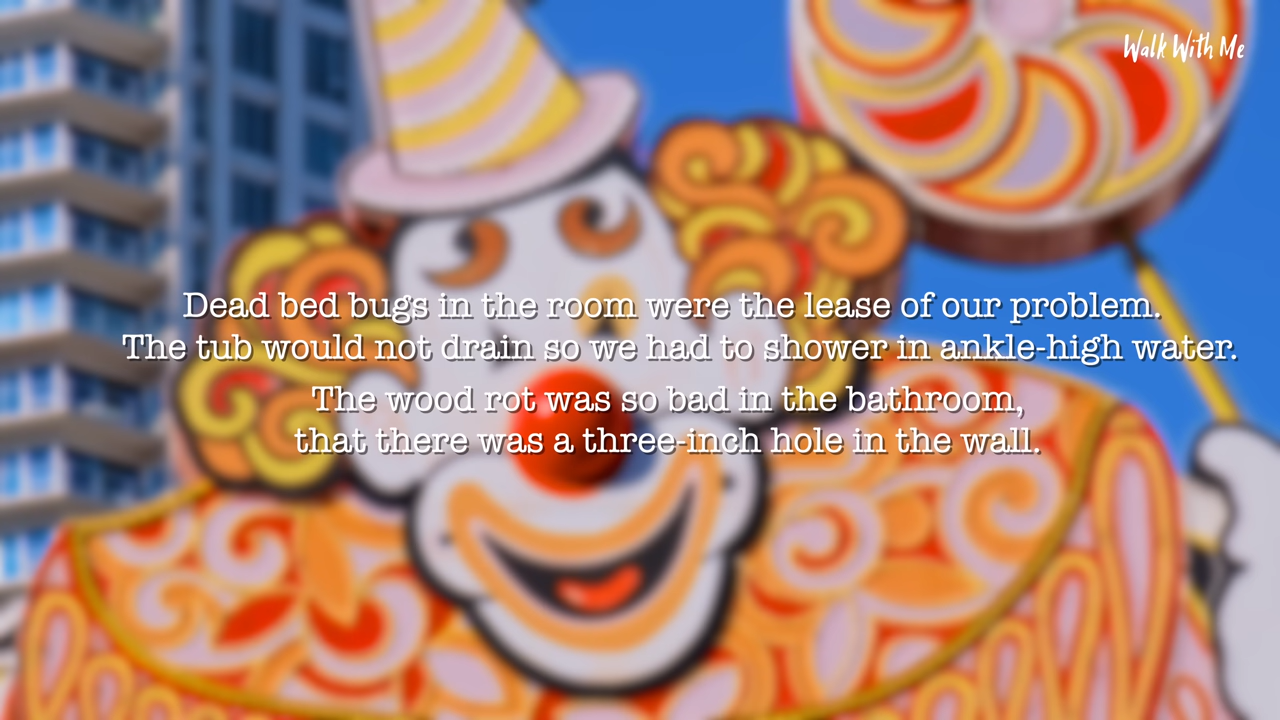 Walk With Me
Dead bed bugs in the room were the lease of our problem.
The tub would not drain so we had to shower in ankle-high water.
The wood rot was so bad in the bathroom,
that there was a three-inch hole in the wall.